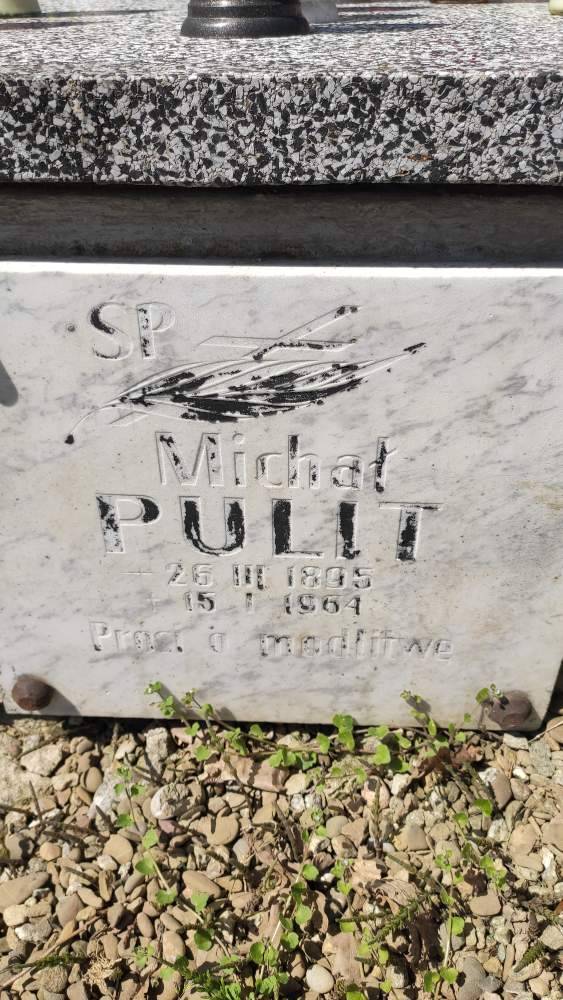 SP
Michał
PULIT
26 III 1895
15 I 1964
Prosi o modlitwę